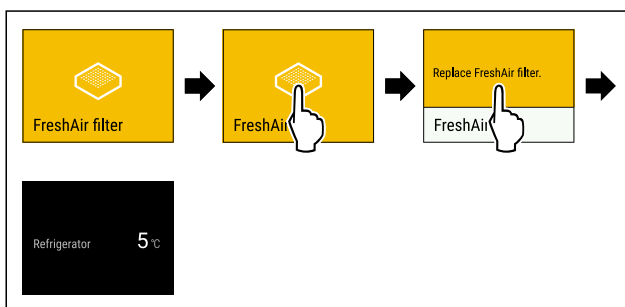 FreshAir filter
FreshAi
Replace FreshAir filter.
FreshAi
Refrigerator 5 °C